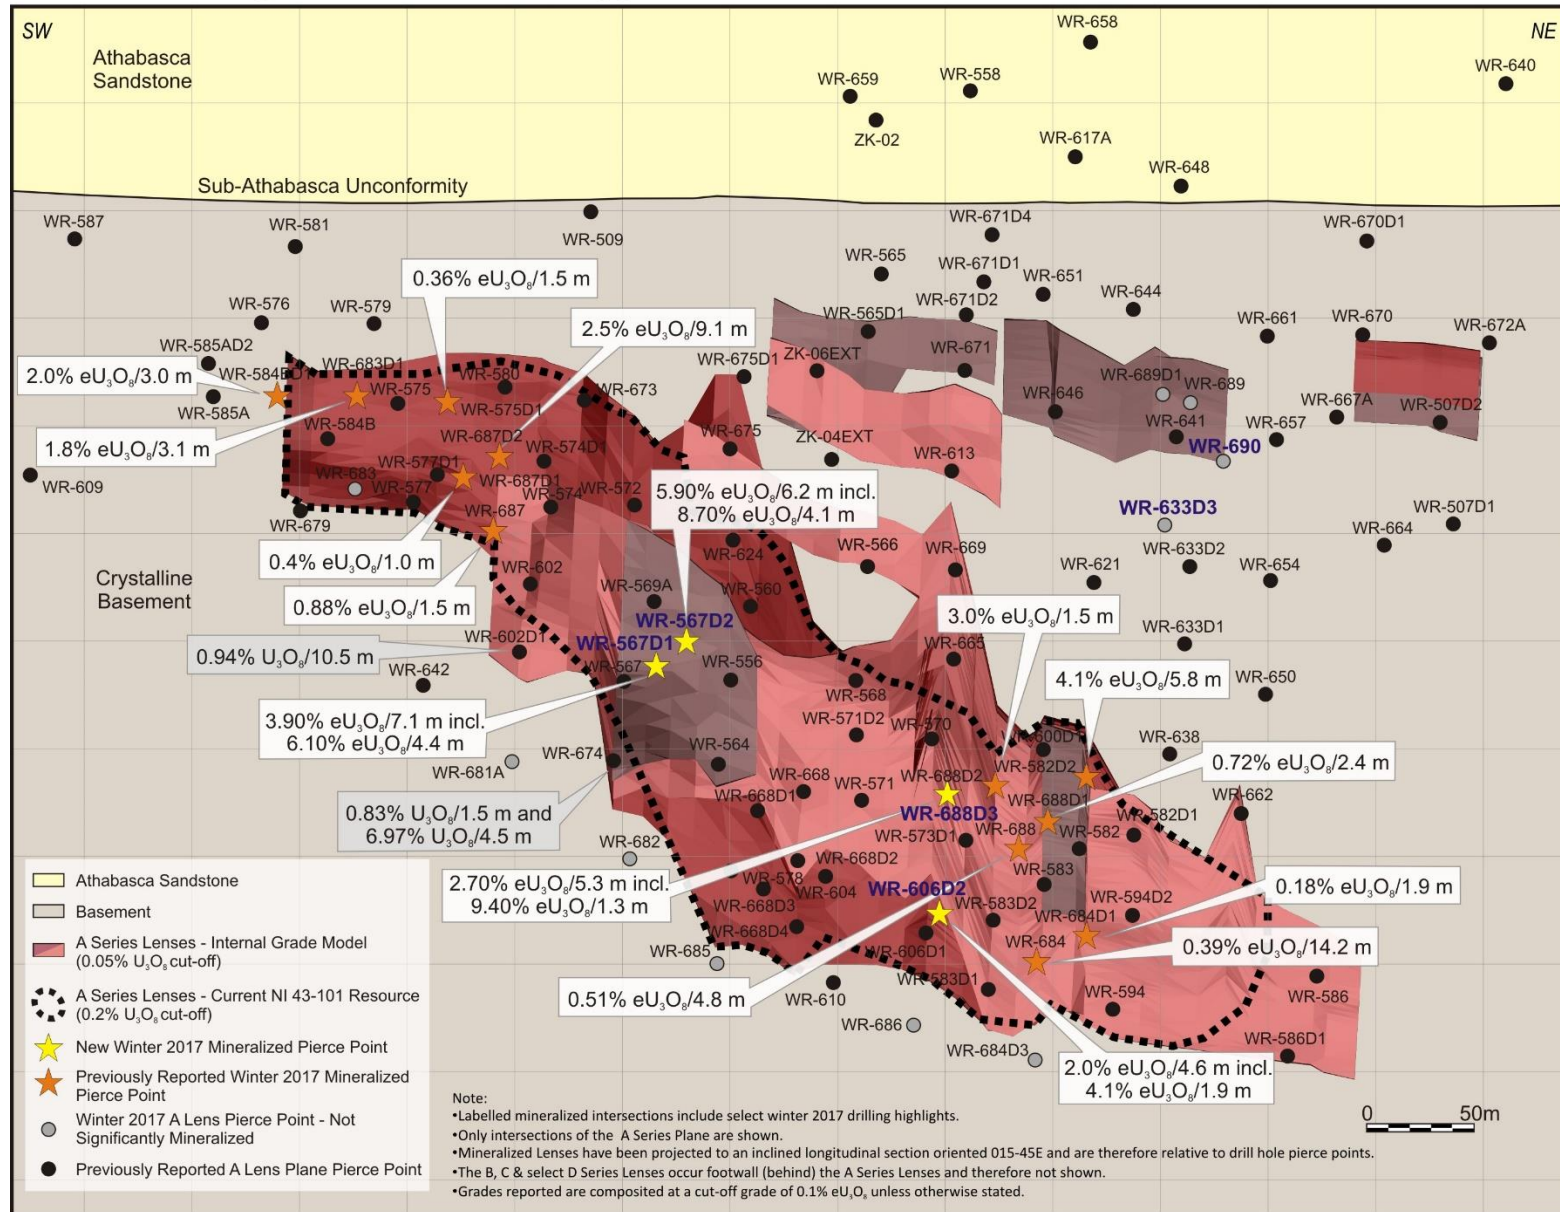 SW
NE
Athabasca
Sandstone
WR-658
WR-659
WR-558
WR-640
ZK-02
WR-617A
WR-648
Sub-Athabasca Unconformity
WR-587
WR-581
WR-509
WR-671D4
WR-670D1
WR-565
WR-671D1
WR-651
0.36% eU₃O₈/1.5 m
WR-576
WR-579
WR-671D2
WR-565D1
WR-644
WR-661
WR-670
WR-672A
2.5% eU₃O₈/9.1 m
WR-585AD2
WR-683D1
WR-675D1
ZK-06EXT
WR-671
2.0% eU₃O₈/3.0 m
WR-584BD1
WR-575
WR-580
WR-673
WR-646
WR-689D1
WR-689
WR-585A
WR-575D1
WR-667A
WR-507D2
WR-584B
WR-687D2
WR-574D1
WR-675
ZK-04EXT
WR-613
WR-641
WR-657
WR-690
1.8% eU₃O₈/3.1 m
WR-609
WR-683
WR-577D1
WR-687D1
WR-577
WR-574
WR-572
5.90% eU₃O₈/6.2 m incl.
8.70% eU₃O₈/4.1 m
WR-633D3
WR-507D1
WR-679
WR-687
WR-664
0.4% eU₃O₈/1.0 m
WR-624
WR-566
WR-669
WR-633D2
WR-621
WR-654
Crystalline
Basement
WR-602
0.88% eU₃O₈/1.5 m
WR-569A
WR-560
3.0% eU₃O₈/1.5 m
WR-567D2
WR-602D1
WR-567D1
WR-665
WR-633D1
0.94% U₃O₈/10.5 m
WR-642
WR-567
WR-556
WR-568
4.1% eU₃O₈/5.8 m
WR-650
3.90% eU₃O₈/7.1 m incl.
6.10% eU₃O₈/4.4 m
WR-571D2
WR-570
WR-600D1
WR-638
WR-674
WR-564
WR-681A
0.72% eU₃O₈/2.4 m
WR-668
WR-571
WR-688D2
WR-582D2
WR-668D1
WR-688D3
WR-688D1
WR-662
0.83% U₃O₈/1.5 m and
6.97% U₃O₈/4.5 m
WR-573D1
WR-688
WR-582
WR-582D1
WR-682
WR-668D2
2.70% eU₃O₈/5.3 m incl.
9.40% eU₃O₈/1.3 m
WR-578
WR-604
WR-606D2
WR-583
0.18% eU₃O₈/1.9 m
WR-668D3
WR-583D2
WR-594D2
WR-684D1
WR-668D4
WR-606D1
WR-684
0.39% eU₃O₈/14.2 m
WR-685
0.51% eU₃O₈/4.8 m
WR-610
WR-583D1
WR-594
WR-586
WR-686
WR-684D3
WR-586D1
2.0% eU₃O₈/4.6 m incl.
4.1% eU₃O₈/1.9 m
0 50m
Athabasca Sandstone
Basement
A Series Lenses - Internal Grade Model
(0.05% U₃O₈ cut-off)
A Series Lenses - Current NI 43-101 Resource
(0.2% U₃O₈ cut-off)
New Winter 2017 Mineralized Pierce Point
Previously Reported Winter 2017 Mineralized
Pierce Point
Winter 2017 A Lens Pierce Point - Not
Significantly Mineralized
Previously Reported A Lens Plane Pierce Point
Note:
•Labelled mineralized intersections include select winter 2017 drilling highlights.
•Only intersections of the A Series Plane are shown.
•Mineralized Lenses have been projected to an inclined longitudinal section oriented 015-45E and are therefore relative to drill hole pierce points.
•The B, C & select D Series Lenses occur footwall (behind) the A Series Lenses and therefore not shown.
•Grades reported are composited at a cut-off grade of 0.1% eU₃O₈ unless otherwise stated.